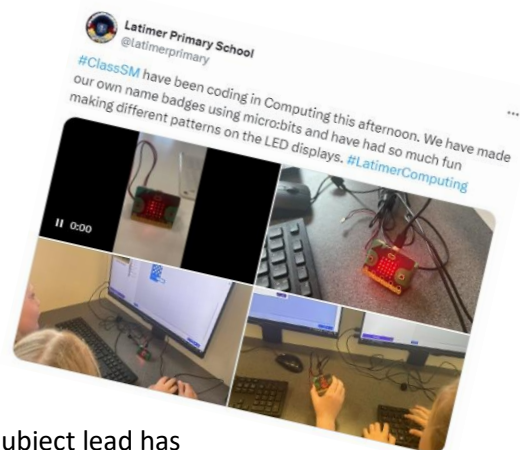 Latimer Primary School
@latimerprimary
...
#ClassSM have been coding in Computing this afternoon. We have made
our own name badges using micro:bits and have had so much fun
making different patterns on the LED displays. #LatimerComputing
0:00
ubject lead has